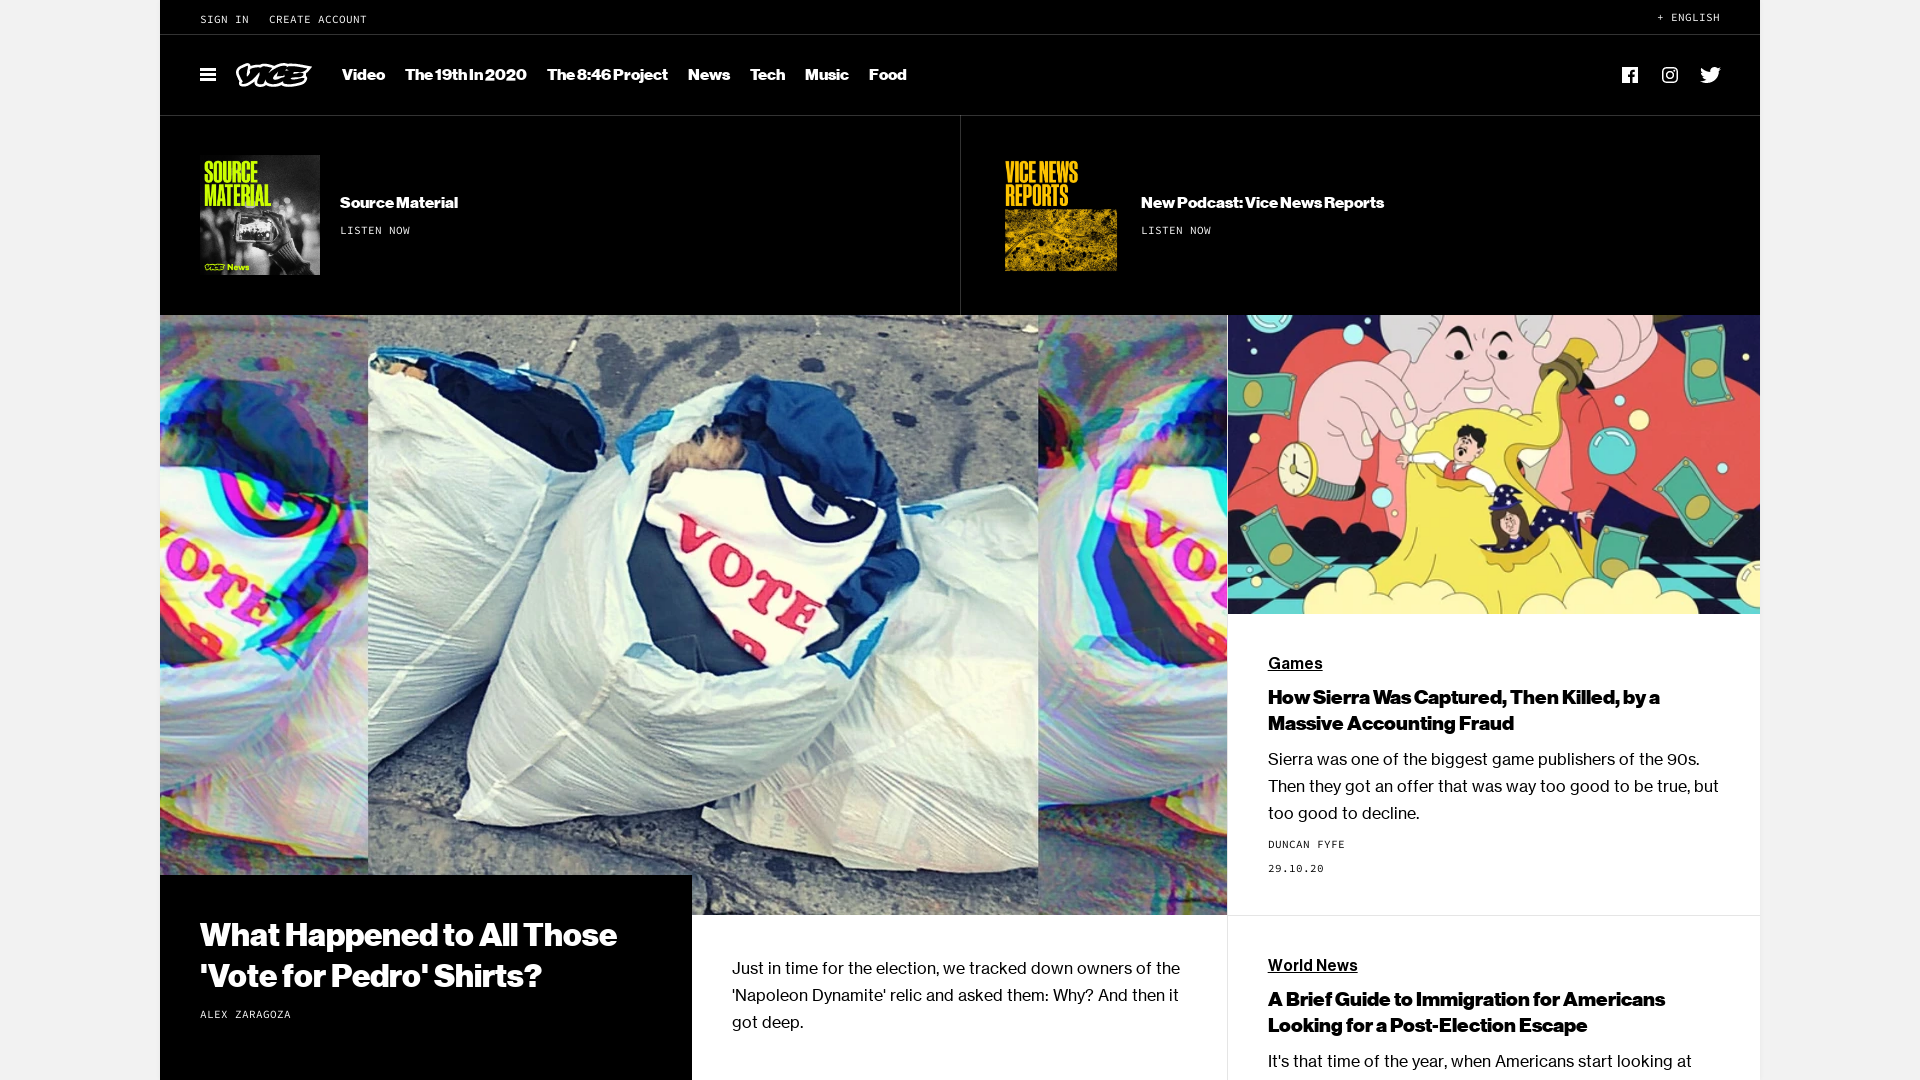 SIGN IN CREATE ACCOUNT + ENGLISH
VICE Video The 19th In 2020 The 8:46 Project News Tech Music Food
SOURCE
MATERIAL
VICE News
Source Material
LISTEN NOW
VICE NEWS
REPORTS
New Podcast: Vice News Reports
LISTEN NOW
VOTE
VOTE
VO
What Happened to All Those
'Vote for Pedro' Shirts?
ALEX ZARAGOZA
Just in time for the election, we tracked down owners of the
'Napoleon Dynamite' relic and asked them: Why? And then it
got deep.
Games
How Sierra Was Captured, Then Killed, by a
Massive Accounting Fraud
Sierra was one of the biggest game publishers of the 90s.
Then they got an offer that was way too good to be true, but
too good to decline.
DUNCAN FYFE
29.10.20
World News
A Brief Guide to Immigration for Americans
Looking for a Post-Election Escape
It's that time of the year, when Americans start looking at